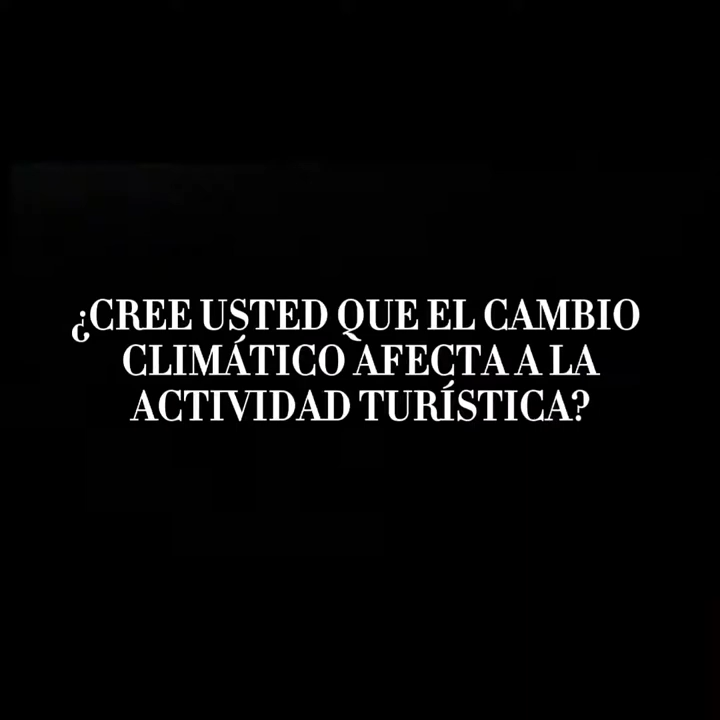 ¿CREE USTED QUE EL CAMBIO
CLIMÁTICO AFECTA A LA
ACTIVIDAD TURÍSTICA?